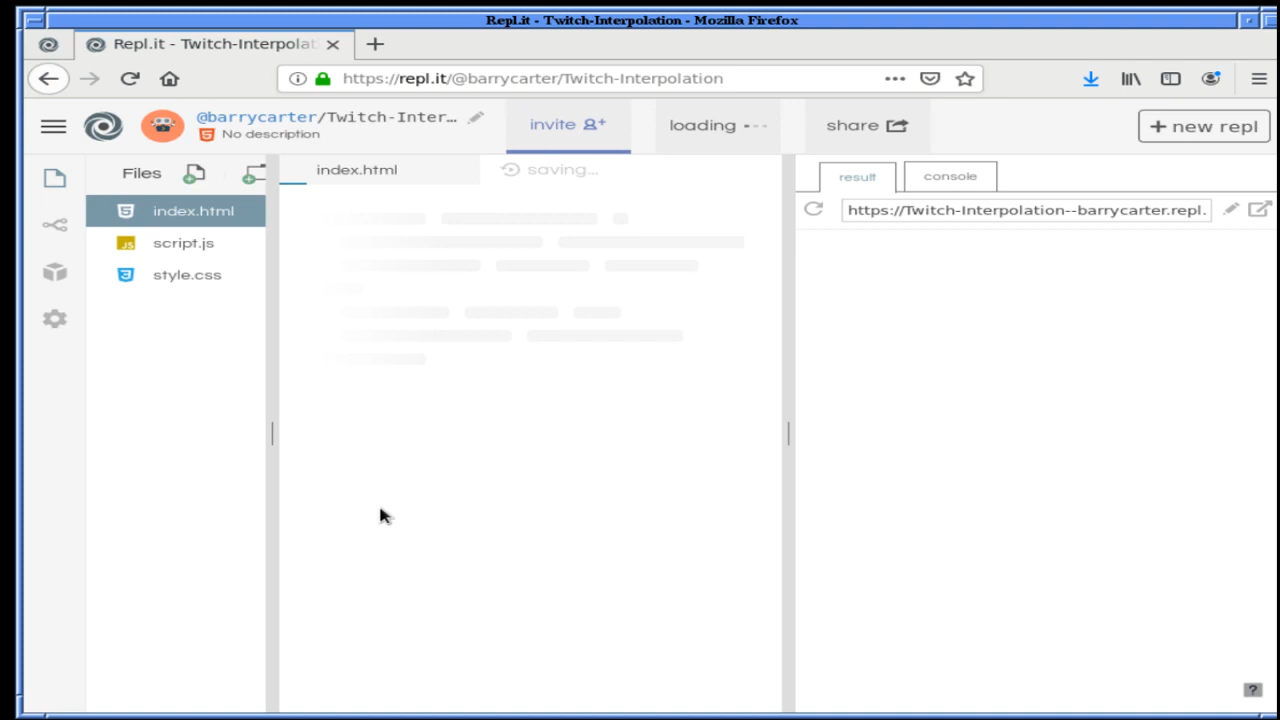 Repl.it - Twitch-Interpolation - Mozilla Firefox
Repl.it - Twitch-Interpolat
https://repl.it/@barrycarter/Twitch-Interpolation
@barrycarter/Twitch-Inter...
No description
invite
loading
share
+ new repl
Files
index.html
saving...
result
console
index.html
https://Twitch-Interpolation--barrycarter.repl.
script.js
JS
style.css
?